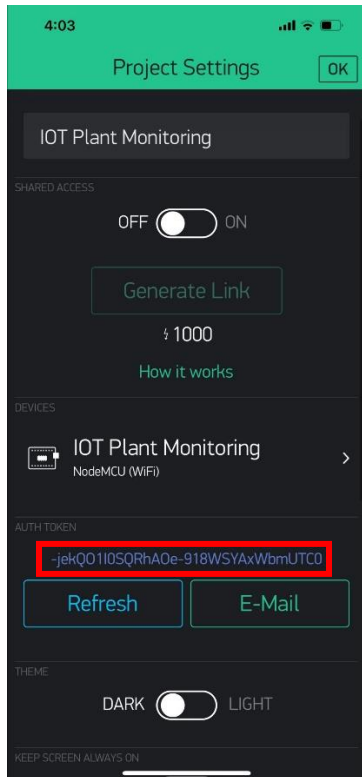 4:03
Project Settings
OK
IOT Plant Monitoring
SHARED ACCESS
OFF ON
Generate Link
1000
How it works
DEVICES
IOT Plant Monitoring
NodeMCU (WiFi)
AUTH TOKEN
-jekQO1I0SQRhAOe-918WSYAxWbmUTC0
Refresh E-Mail
THEME
DARK LIGHT
KEEP SCREEN ALWAYS ON